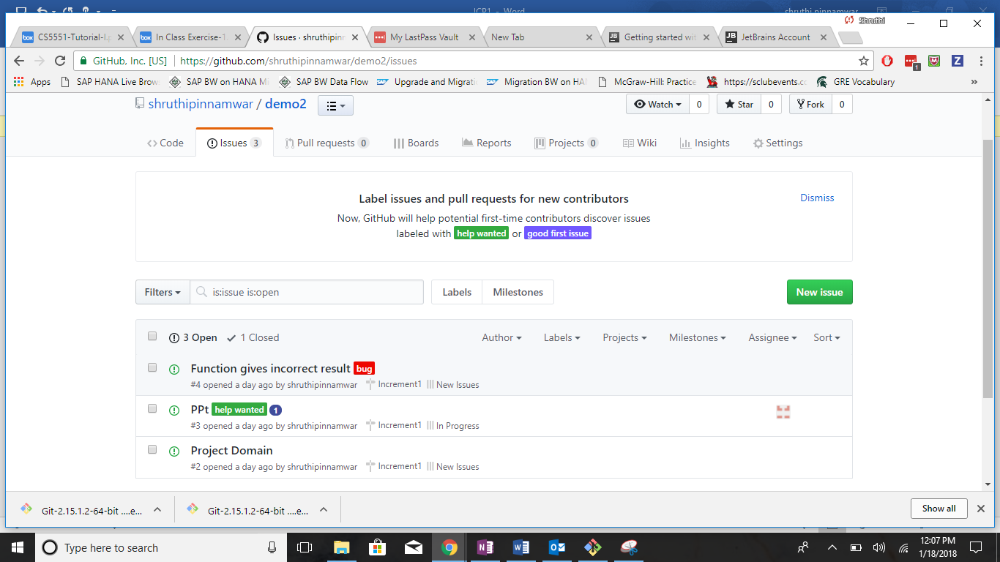 ICP1 - Word shruthi pinnamwar
Shruthi
CS5551-Tutorial-I.p In Class Exercise-1 Issues · shruthipinn My LastPass Vault New Tab Getting started wit JetBrains Account
GitHub, Inc. [US] https://github.com/shruthipinnamwar/demo2/issues 1
Apps SAP HANA Live Brow SAP BW on HANA Mi SAP BW Data Flow Upgrade and Migrati Migration BW on HAN McGraw-Hill: Practice https://sclubevents.co GRE Vocabulary »
shruthipinnamwar / demo2 Watch 0 Star 0 Fork 0
Code Issues 3 Pull requests 0 Boards Reports Projects 0 Wiki Insights Settings
Label issues and pull requests for new contributors Dismiss
Now, GitHub will help potential first-time contributors discover issues
labeled with help wanted or good first issue
Filters is:issue is:open Labels Milestones New issue
3 Open 1 Closed Author Labels Projects Milestones Assignee Sort
Function gives incorrect result bug
#4 opened a day ago by shruthipinnamwar Increment1 New Issues
PPt help wanted 1
#3 opened a day ago by shruthipinnamwar Increment1 In Progress
Project Domain
#2 opened a day ago by shruthipinnamwar Increment1 New Issues
Git-2.15.1.2-64-bit ....e... Git-2.15.1.2-64-bit ....e... Show all
Type here to search 12:07 PM
1/18/2018